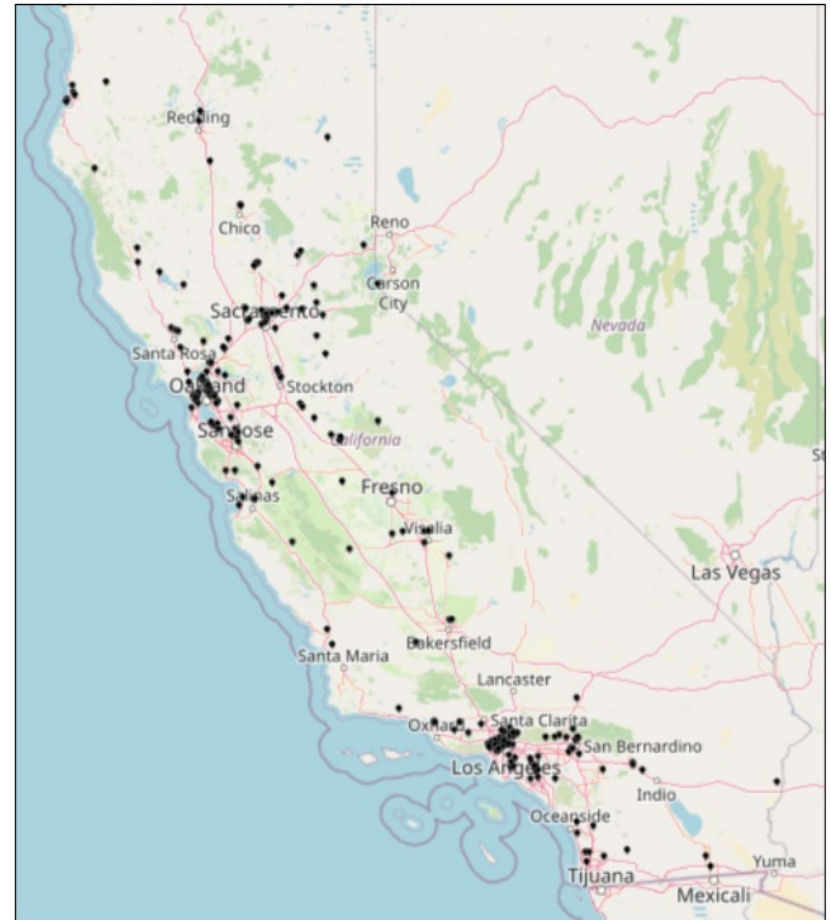 Redding
Chico
Reno
Carson
City
Sacramento
Nevada
Santa Rosa
Oakland
Stockton
San Jose
California
Salinas
Fresno
Visalia
Las Vegas
Bakersfield
Santa Maria
Lancaster
Oxnard
Santa Clarita
San Bernardino
Los Angeles
Indio
Oceanside
Tijuana
Yuma
Mexicali